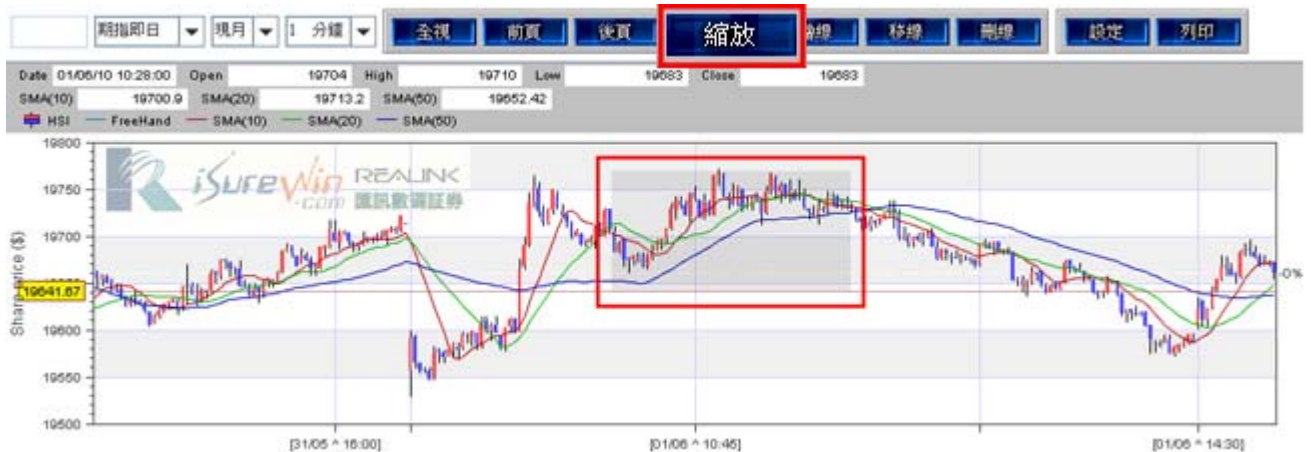 期指即日 現月 1 分鐘 全視 前頁 後頁 縮放 移線 刪線 設定 列印
Date 01/06/10 10:28:00 Open 19704 High 19710 Low 19683 Close 19683
SMA(10) 19700.9 SMA(20) 19713.2 SMA(50) 19652.42
HSI FreeHand SMA(10) SMA(20) SMA(50)
19800
iSureWin.com REALINK
匯訊數碼証券
19750
19700
Share Price ($)
19641.67
-0%
19600
19550
19500
[31/05 ^ 16:00] [01/06 ^ 10:45] [01/06 ^ 14:30]